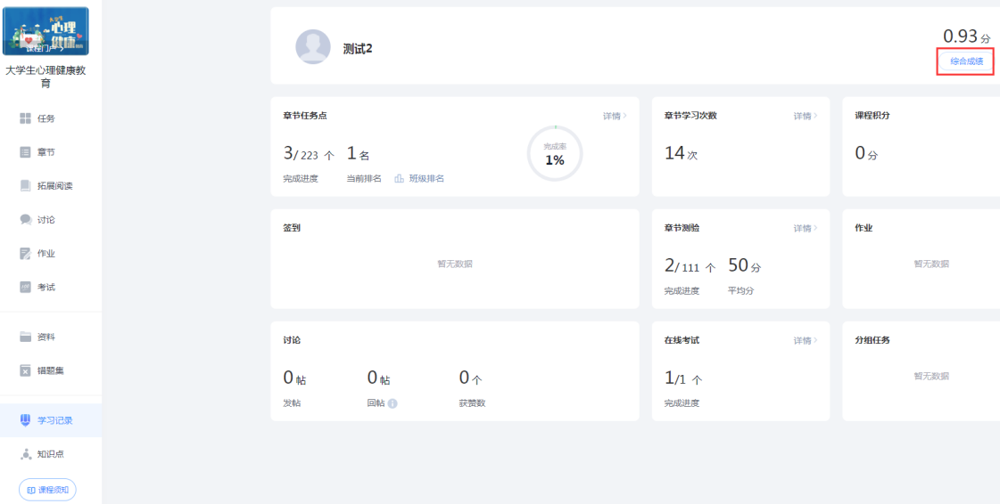 大学生
心理
健康
课程门户 >
大学生心理健康教
育
任务
章节
拓展阅读
讨论
作业
考试
资料
错题集
学习记录
知识点
课程须知
测试2
0.93 分
综合成绩
章节任务点
详情 >
3/ 223 个
1 名
完成进度
当前排名
班级排名
完成率
1%
章节学习次数
详情 >
14 次
课程积分
0 分
签到
暂无数据
章节测验
详情 >
2/ 111 个
50 分
完成进度
平均分
作业
暂无数据
讨论
0 帖
0 帖
0 个
发帖
回帖
获赞数
在线考试
详情 >
1/1 个
完成进度
分组任务
暂无数据